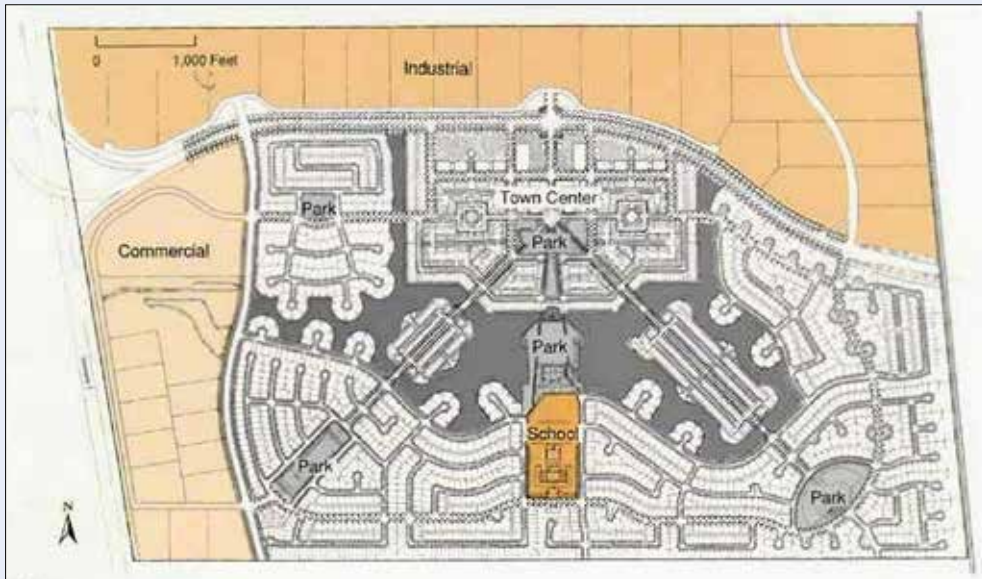 0
1,000 Feet
Industrial
Town Center
Park
Park
Commercial
Park
School
Park
Park
N